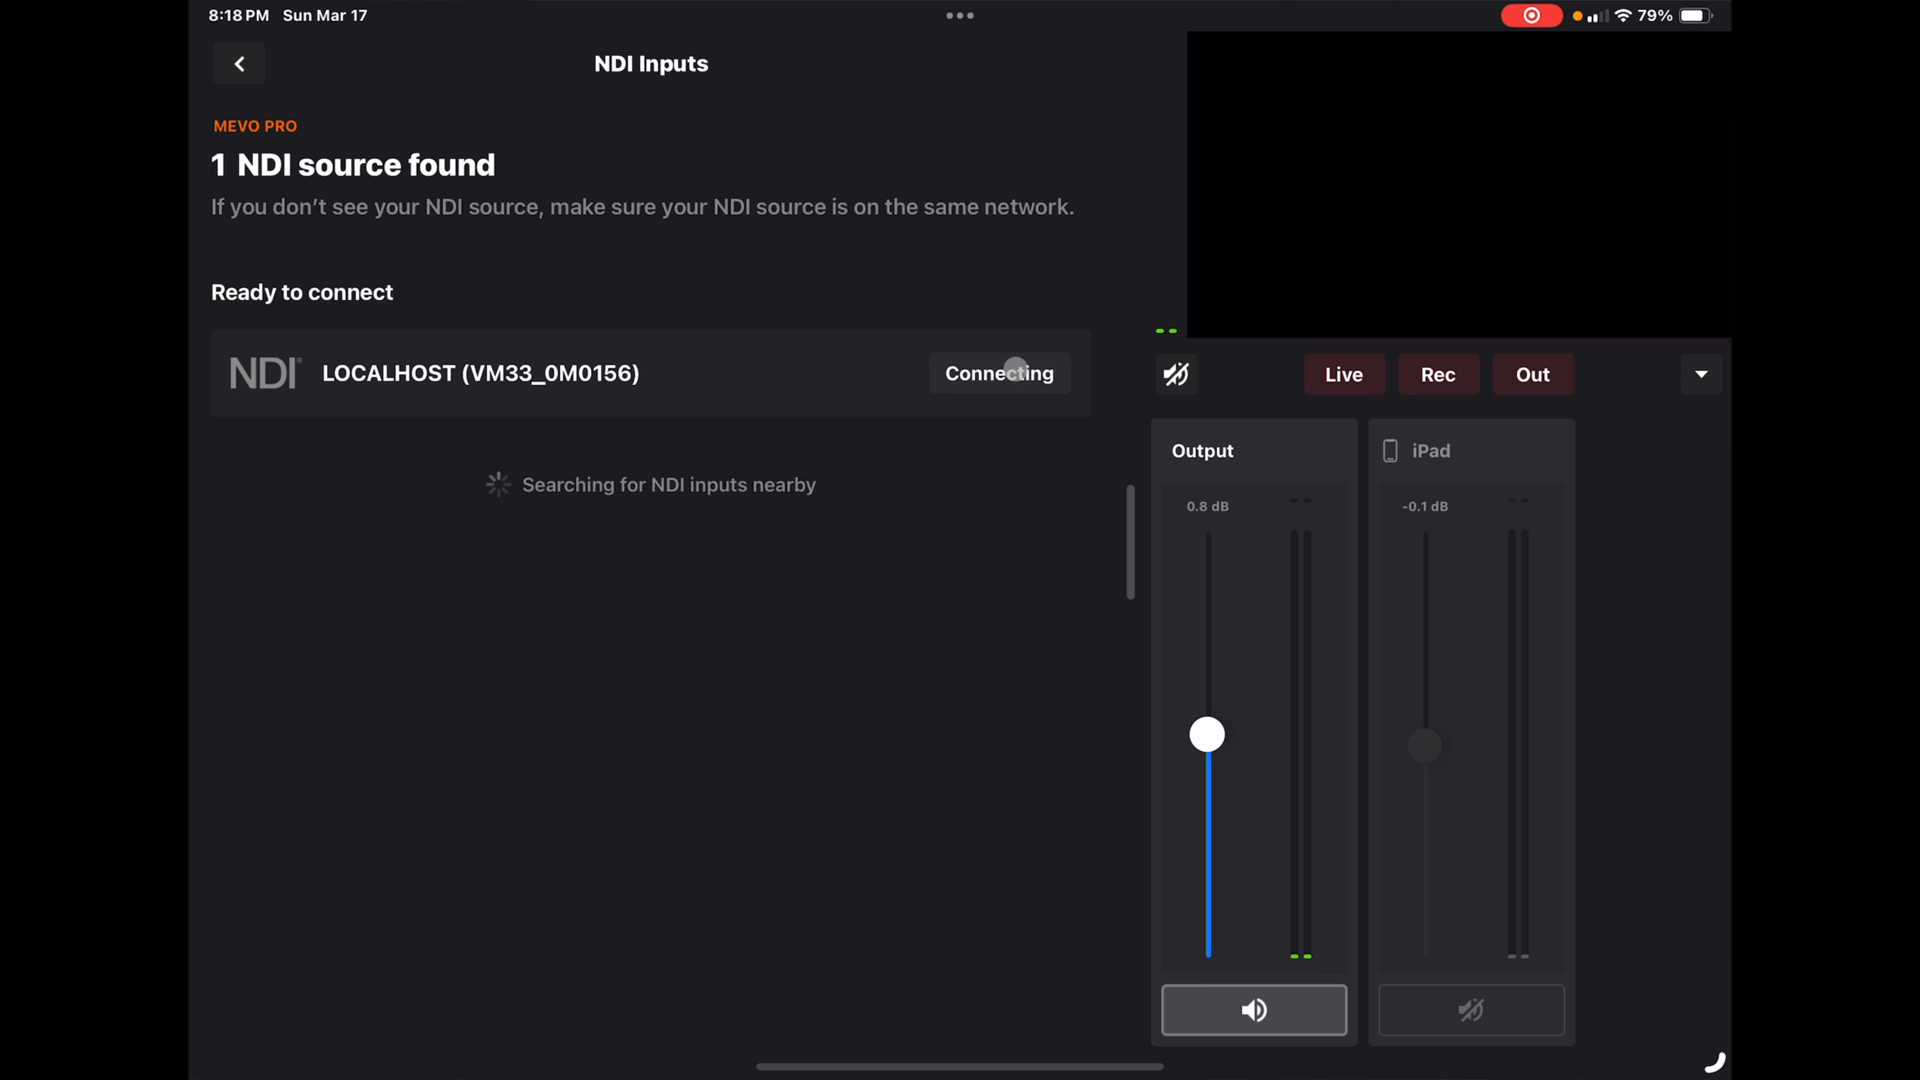 8:18 PM Sun Mar 17
79%
NDI Inputs
MEVO PRO
1 NDI source found
If you don’t see your NDI source, make sure your NDI source is on the same network.
Ready to connect
NDI® LOCALHOST (VM33_0M0156)
Connecting
Searching for NDI inputs nearby
Live
Rec
Out
Output
iPad
0.8 dB
-0.1 dB